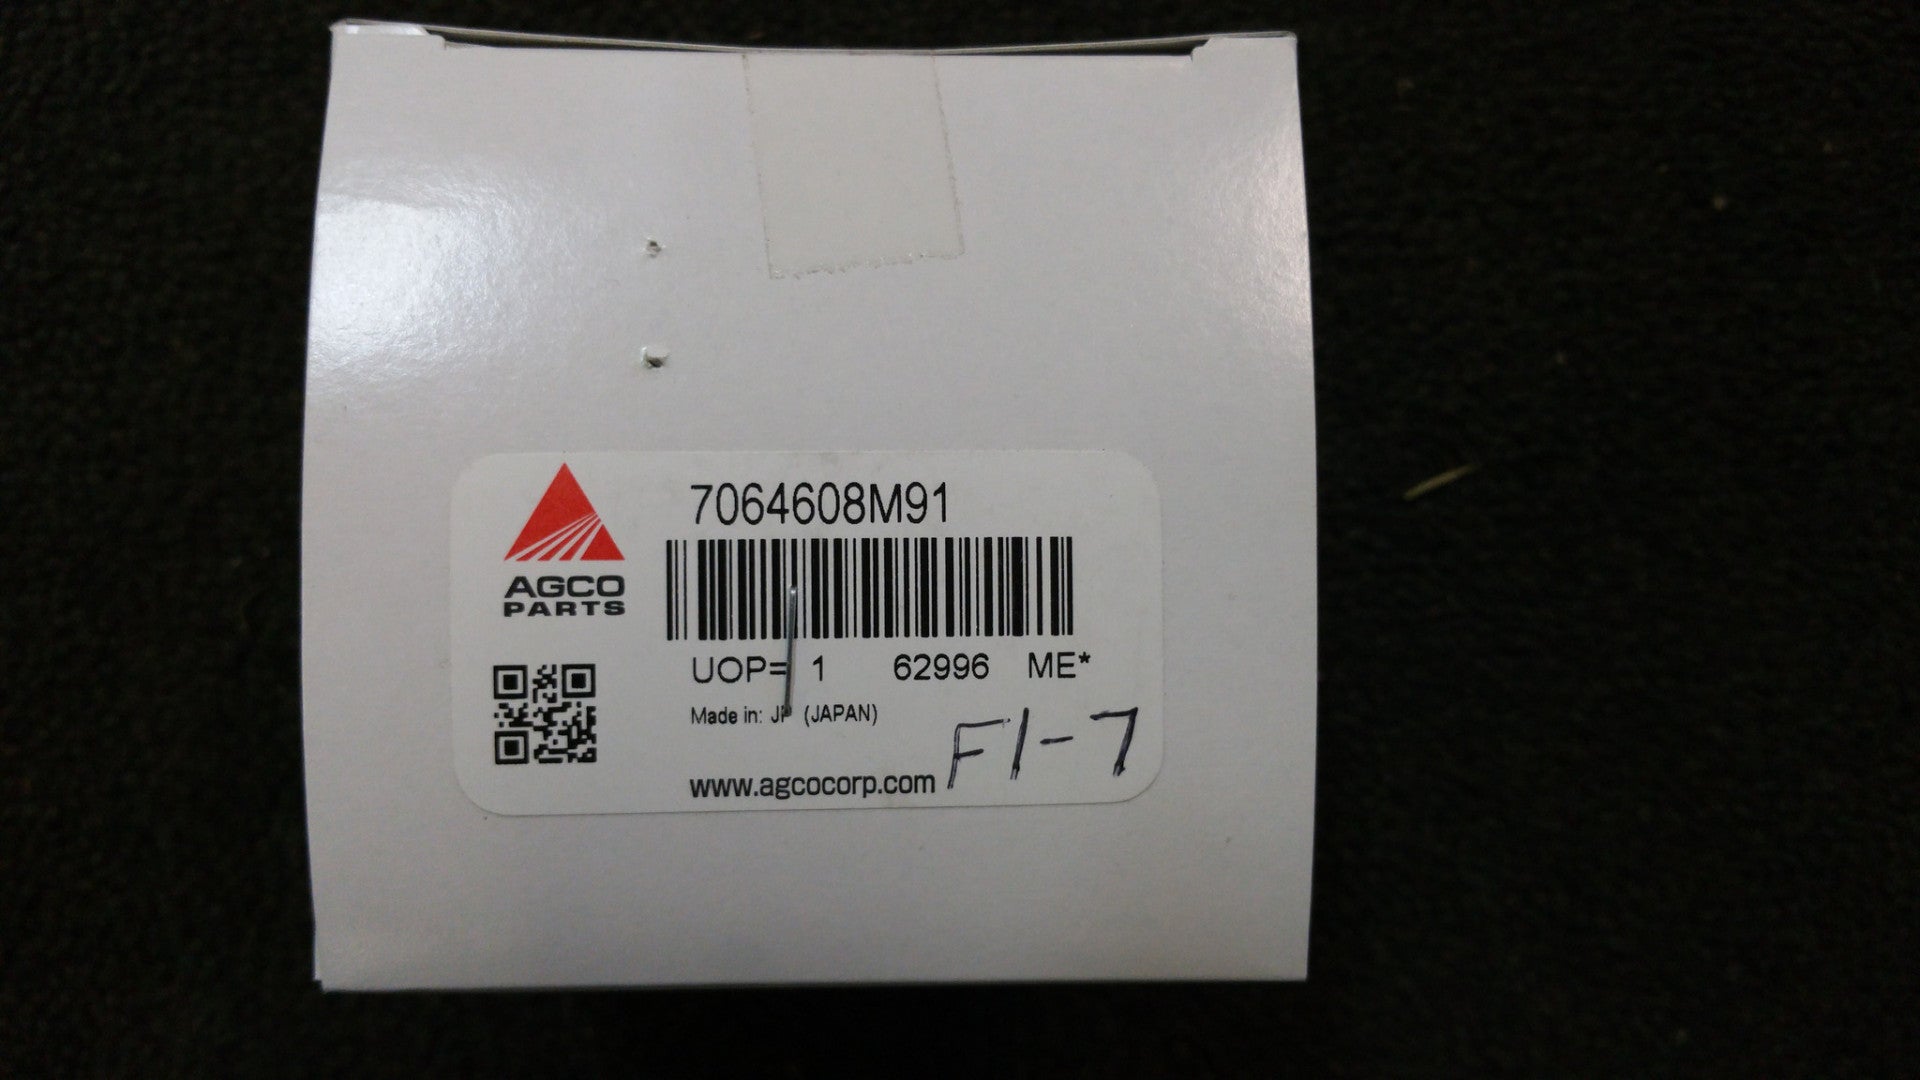 7064608M91
AGCO
PARTS
UOP= 1 62996 ME*
Made in: JP (JAPAN)
F1-7
www.agcocorp.com